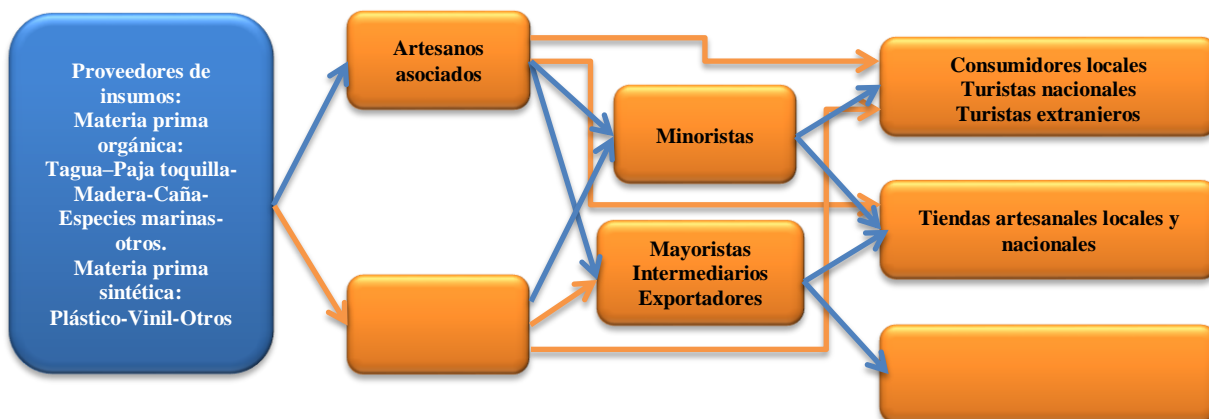 Proveedores de
insumos:
Materia prima
orgánica:
Tagua–Paja toquilla-
Madera-Caña-
Especies marinas-
otros.
Materia prima
sintética:
Plástico-Vinil-Otros
Artesanos
asociados
Minoristas
Mayoristas
Intermediarios
Exportadores
Consumidores locales
Turistas nacionales
Turistas extranjeros
Tiendas artesanales locales y
nacionales